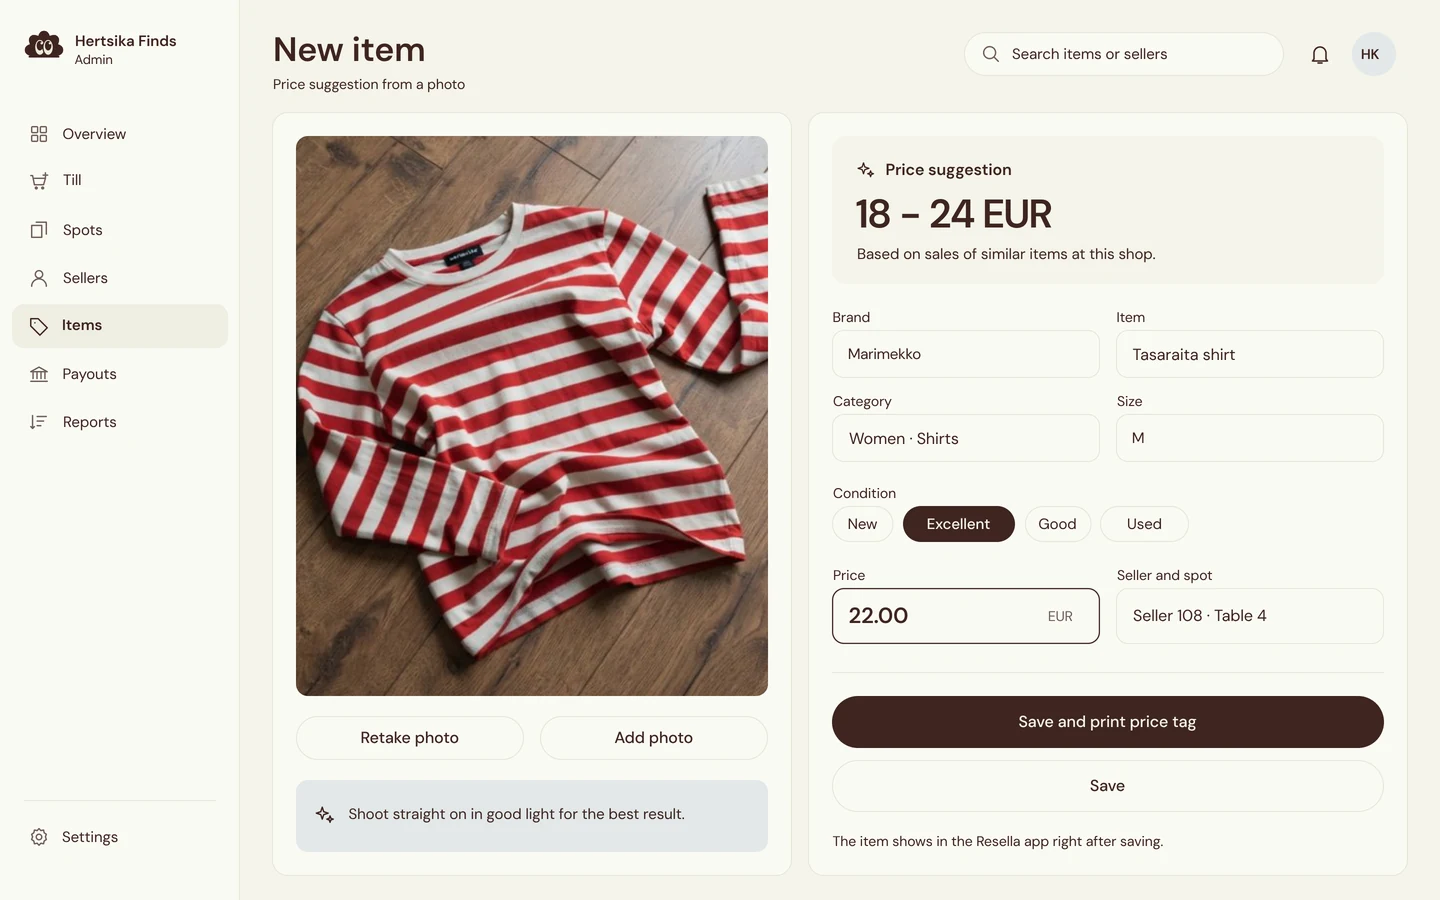 Hertsika Finds
Admin
Overview
Till
Spots
Sellers
Items
Payouts
Reports
Settings
New item
Price suggestion from a photo
Search items or sellers
HK
Retake photo
Add photo
Shoot straight on in good light for the best result.
Price suggestion
18 – 24 EUR
Based on sales of similar items at this shop.
Brand
Item
Marimekko
Tasaraita shirt
Category
Size
Women · Shirts
M
Condition
New
Excellent
Good
Used
Price
Seller and spot
22.00 EUR
Seller 108 · Table 4
Save and print price tag
Save
The item shows in the Resella app right after saving.